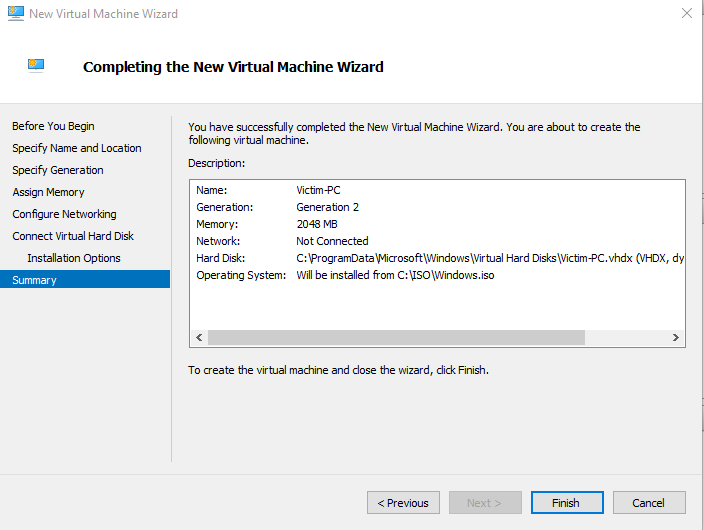 New Virtual Machine Wizard
Completing the New Virtual Machine Wizard
Before You Begin
Specify Name and Location
Specify Generation
Assign Memory
Configure Networking
Connect Virtual Hard Disk
Installation Options
Summary
You have successfully completed the New Virtual Machine Wizard. You are about to create the
following virtual machine.
Description:
Name: Victim-PC
Generation: Generation 2
Memory: 2048 MB
Network: Not Connected
Hard Disk: C:\ProgramData\Microsoft\Windows\Virtual Hard Disks\Victim-PC.vhdx (VHDX, dy
Operating System: Will be installed from C:\ISO\Windows.iso
To create the virtual machine and close the wizard, click Finish.
< Previous Next > Finish Cancel